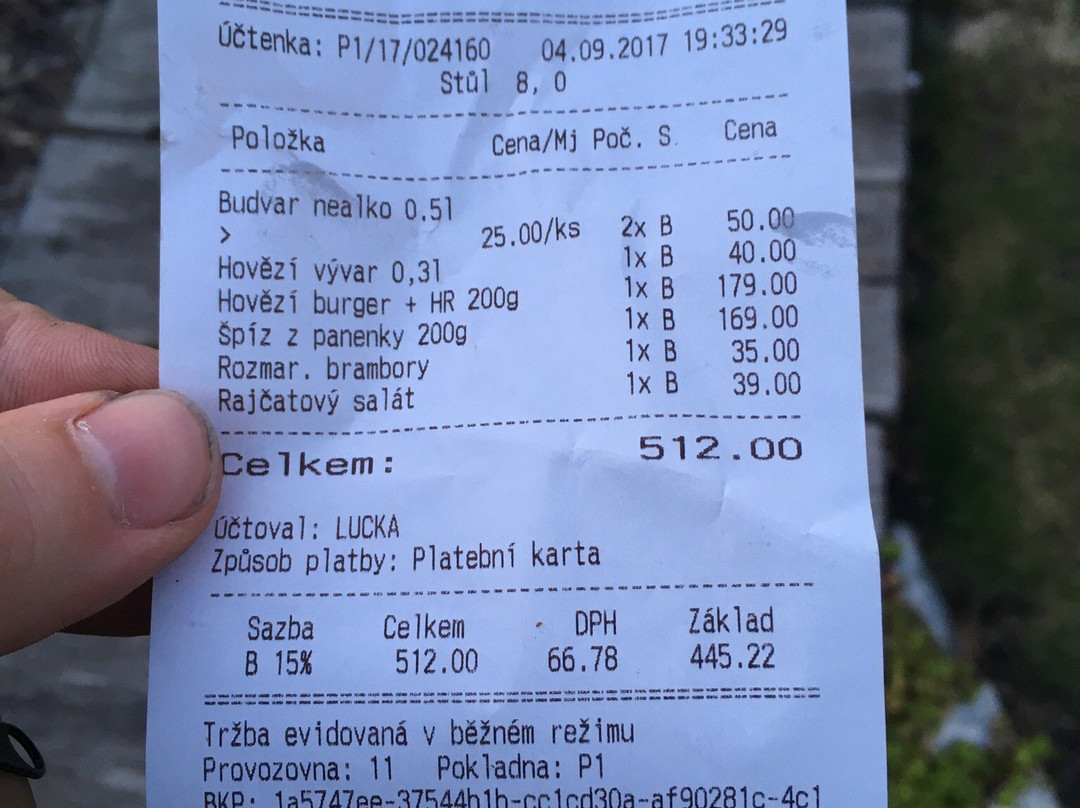 Účtenka: P1/17/024160 04.09.2017 19:33:29
Stůl 8, 0
Položka Cena/Mj Poč. S. Cena
Budvar nealko 0.5l
> 25.00/ks 2x B 50.00
Hovězí vývar 0,3l 1x B 40.00
Hovězí burger + HR 200g 1x B 179.00
Špíz z panenky 200g 1x B 169.00
Rozmar. brambory 1x B 35.00
Rajčatový salát 1x B 39.00
Celkem: 512.00
Účtoval: LUCKA
Způsob platby: Platební karta
Sazba Celkem DPH Základ
B 15% 512.00 66.78 445.22
Tržba evidovaná v běžném režimu
Provozovna: 11 Pokladna: P1
BKP: 1a5747ee-37544b1b-cc1cd30a-af90281c-4c1